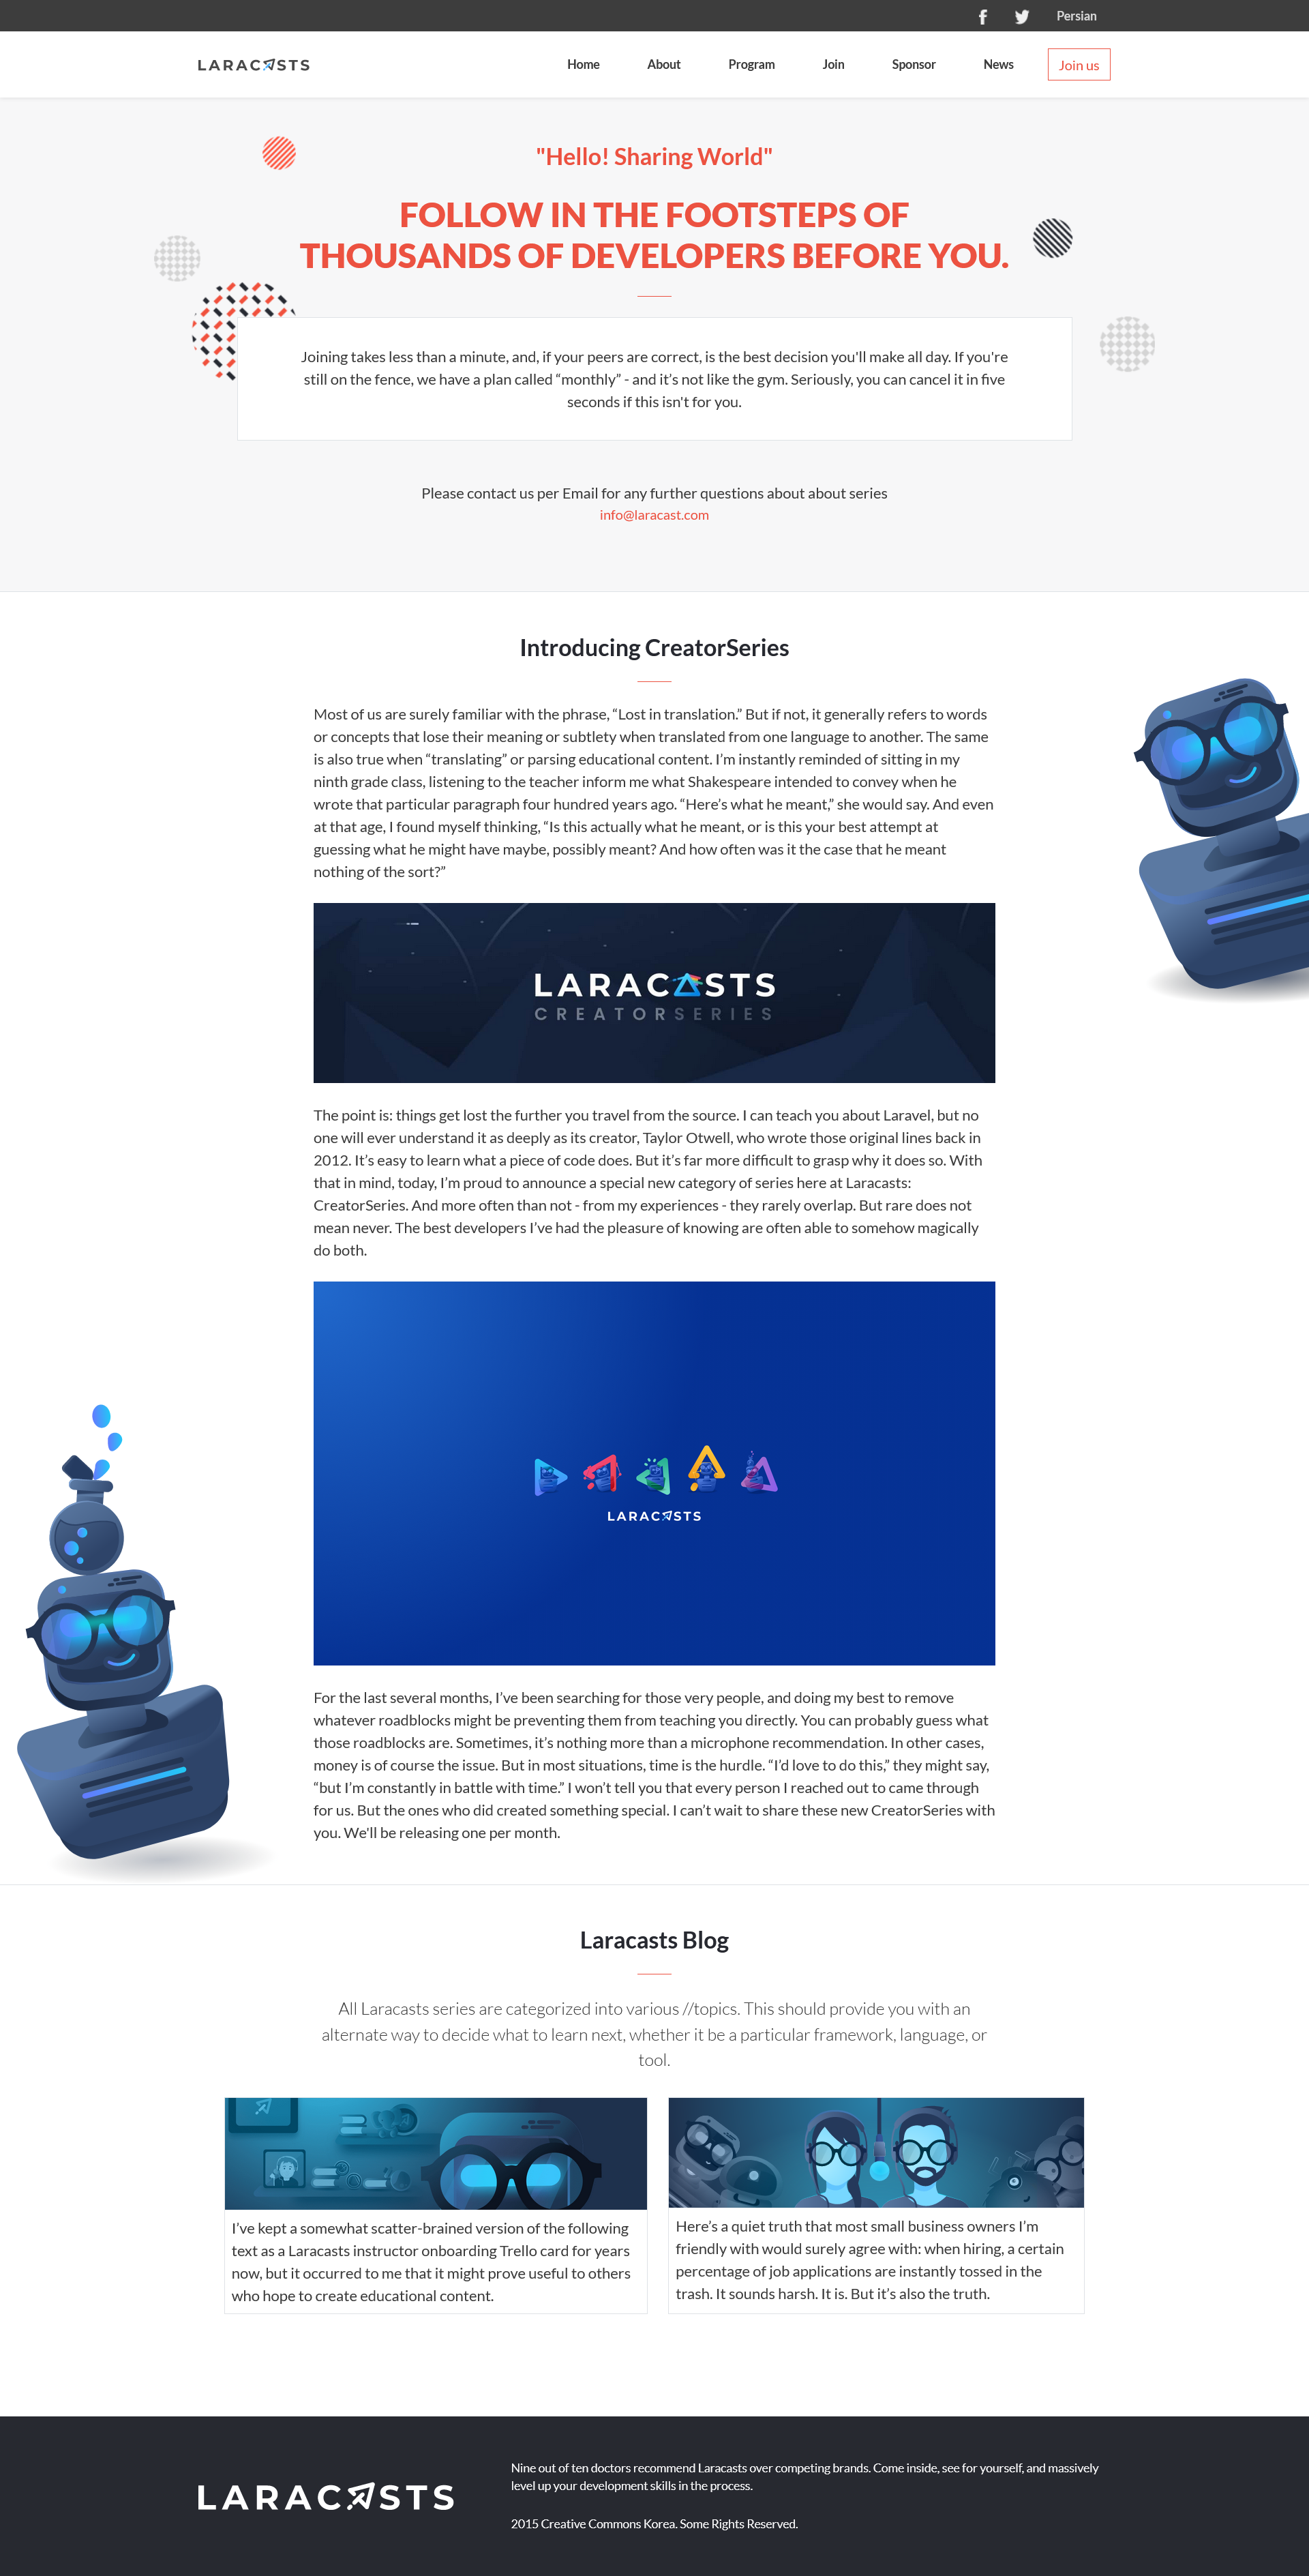 Persian
LARACASTS
Home About Program Join Sponsor News Join us
"Hello! Sharing World"
FOLLOW IN THE FOOTSTEPS OF
THOUSANDS OF DEVELOPERS BEFORE YOU.
Joining takes less than a minute, and, if your peers are correct, is the best decision you'll make all day. If you're
still on the fence, we have a plan called “monthly” - and it’s not like the gym. Seriously, you can cancel it in five
seconds if this isn't for you.
Please contact us per Email for any further questions about about series
info@laracast.com
Introducing CreatorSeries
Most of us are surely familiar with the phrase, “Lost in translation.” But if not, it generally refers to words
or concepts that lose their meaning or subtlety when translated from one language to another. The same
is also true when “translating” or parsing educational content. I’m instantly reminded of sitting in my
ninth grade class, listening to the teacher inform me what Shakespeare intended to convey when he
wrote that particular paragraph four hundred years ago. “Here’s what he meant,” she would say. And even
at that age, I found myself thinking, “Is this actually what he meant, or is this your best attempt at
guessing what he might have maybe, possibly meant? And how often was it the case that he meant
nothing of the sort?”
LARACASTS
CREATORSERIES
The point is: things get lost the further you travel from the source. I can teach you about Laravel, but no
one will ever understand it as deeply as its creator, Taylor Otwell, who wrote those original lines back in
2012. It’s easy to learn what a piece of code does. But it’s far more difficult to grasp why it does so. With
that in mind, today, I’m proud to announce a special new category of series here at Laracasts:
CreatorSeries. And more often than not - from my experiences - they rarely overlap. But rare does not
mean never. The best developers I’ve had the pleasure of knowing are often able to somehow magically
do both.
LARACASTS
For the last several months, I’ve been searching for those very people, and doing my best to remove
whatever roadblocks might be preventing them from teaching you directly. You can probably guess what
those roadblocks are. Sometimes, it’s nothing more than a microphone recommendation. In other cases,
money is of course the issue. But in most situations, time is the hurdle. “I’d love to do this,” they might say,
“but I’m constantly in battle with time.” I won’t tell you that every person I reached out to came through
for us. But the ones who did created something special. I can’t wait to share these new CreatorSeries with
you. We'll be releasing one per month.
Laracasts Blog
All Laracasts series are categorized into various //topics. This should provide you with an
alternate way to decide what to learn next, whether it be a particular framework, language, or
tool.
I’ve kept a somewhat scatter-brained version of the following
text as a Laracasts instructor onboarding Trello card for years
now, but it occurred to me that it might prove useful to others
who hope to create educational content.
Here’s a quiet truth that most small business owners I’m
friendly with would surely agree with: when hiring, a certain
percentage of job applications are instantly tossed in the
trash. It sounds harsh. It is. But it’s also the truth.
LARACASTS
Nine out of ten doctors recommend Laracasts over competing brands. Come inside, see for yourself, and massively
level up your development skills in the process.
2015 Creative Commons Korea. Some Rights Reserved.